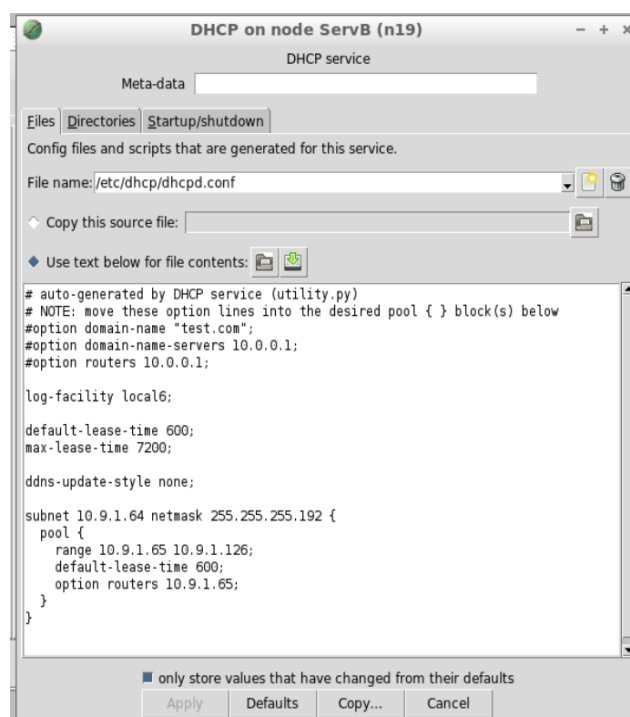 DHCP on node ServB (n19)
DHCP service
Meta-data
Files Directories Startup/shutdown
Config files and scripts that are generated for this service.
File name: /etc/dhcp/dhcpd.conf
Copy this source file:
Use text below for file contents:
# auto-generated by DHCP service (utility.py)
# NOTE: move these option lines into the desired pool { } block(s) below
#option domain-name "test.com";
#option domain-name-servers 10.0.0.1;
#option routers 10.0.0.1;
log-facility local6;
default-lease-time 600;
max-lease-time 7200;
ddns-update-style none;
subnet 10.9.1.64 netmask 255.255.255.192 {
  pool {
    range 10.9.1.65 10.9.1.126;
    default-lease-time 600;
    option routers 10.9.1.65;
  }
}
only store values that have changed from their defaults
Apply Defaults Copy... Cancel